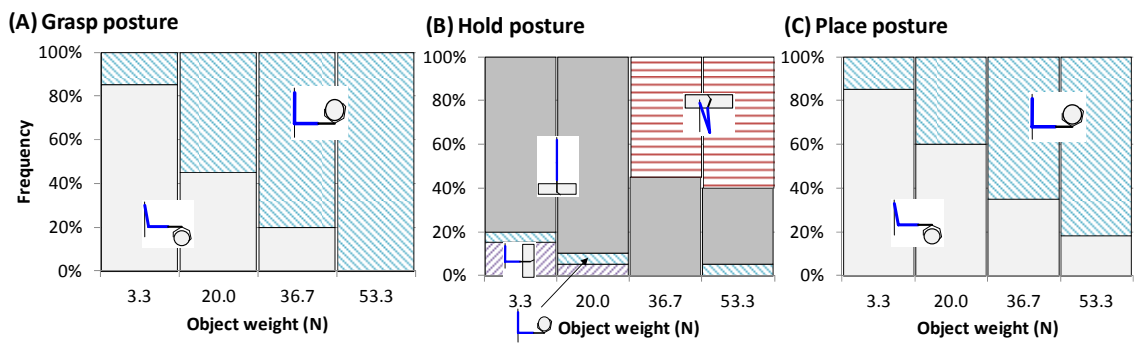 (A) Grasp posture
100%
80%
60%
40%
20%
0%
Frequency
3.3 20.0 36.7 53.3
Object weight (N)
(B) Hold posture
100%
80%
60%
40%
20%
0%
3.3 20.0 36.7 53.3
Object weight (N)
(C) Place posture
100%
80%
60%
40%
20%
0%
3.3 20.0 36.7 53.3
Object weight (N)